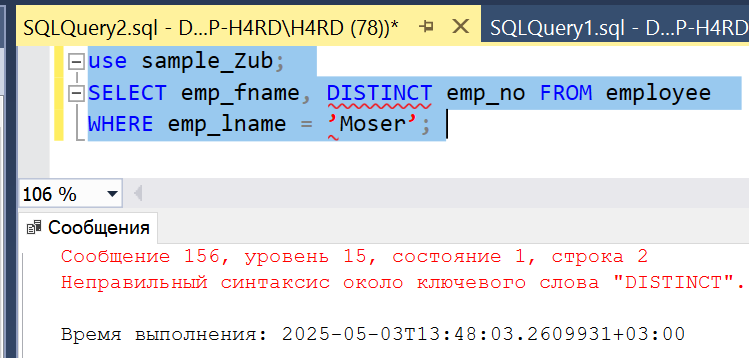 SQLQuery2.sql - D...P-H4RD\H4RD (78))* SQLQuery1.sql - D...P-H4RD
use sample_Zub;
SELECT emp_fname, DISTINCT emp_no FROM employee
WHERE emp_lname = ’Moser’;
106 %
Сообщения
Сообщение 156, уровень 15, состояние 1, строка 2
Неправильный синтаксис около ключевого слова "DISTINCT".
Время выполнения: 2025-05-03T13:48:03.2609931+03:00